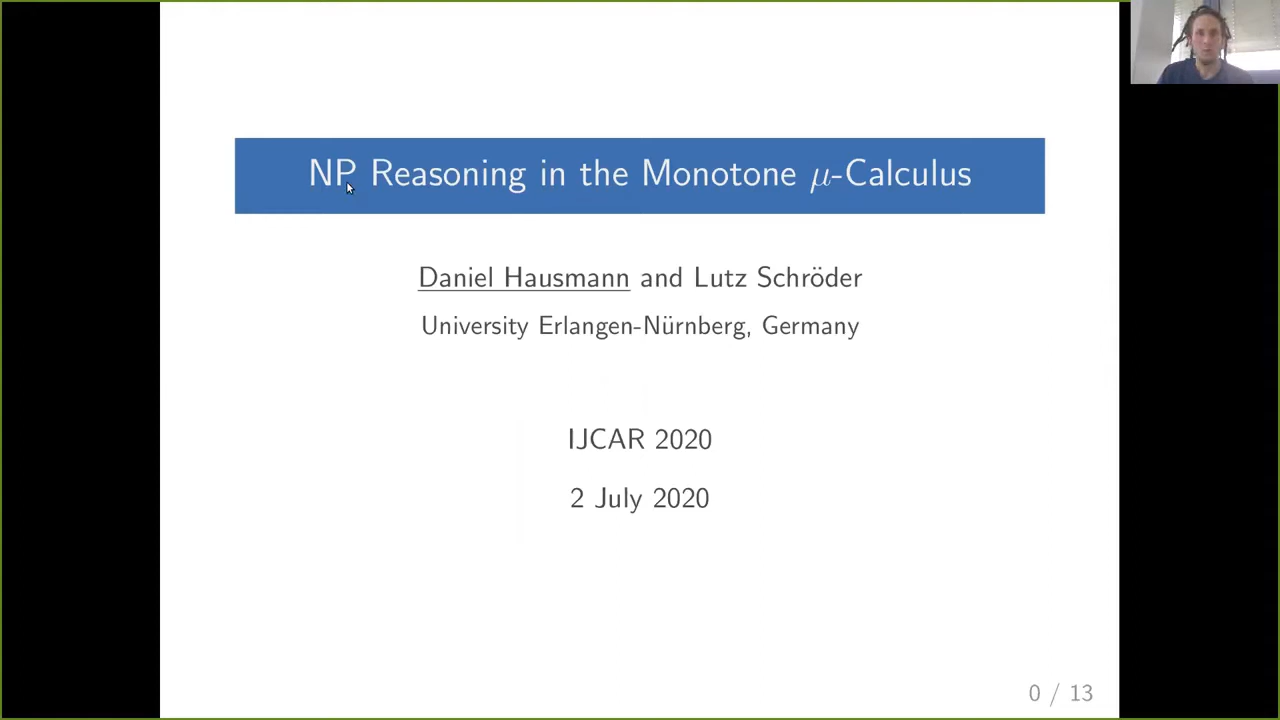 NP Reasoning in the Monotone μ-Calculus
Daniel Hausmann and Lutz Schröder
University Erlangen-Nürnberg, Germany
IJCAR 2020
2 July 2020
0 / 13